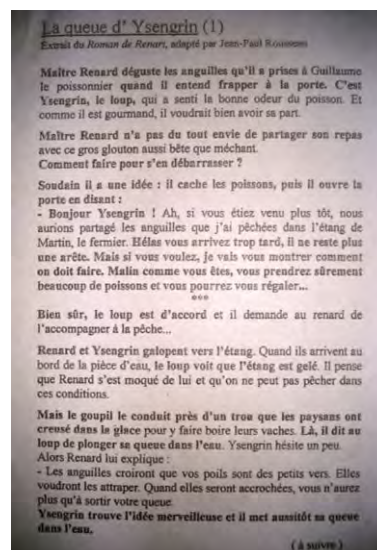 La queue d' Ysengrin (1)
Extrait du Roman de Renart, adapté par Jean-Paul Rousseau
Maître Renard déguste les anguilles qu'il a prises à Guillaume
le poissonnier quand il entend frapper à la porte. C'est
Ysengrin, le loup, qui a senti la bonne odeur du poisson. Et
comme il est gourmand, il voudrait bien avoir sa part.
Maître Renard n'a pas du tout envie de partager son repas
avec ce gros glouton aussi bête que méchant.
Comment faire pour s'en débarrasser ?
Soudain il a une idée : il cache les poissons, puis il ouvre la
porte en disant :
- Bonjour Ysengrin ! Ah, si vous étiez venu plus tôt, nous
aurions partagé les anguilles que j'ai pêchées dans l'étang de
Martin, le fermier. Hélas vous arrivez trop tard, il ne reste plus
une arête. Mais si vous voulez, je vais vous montrer comment
on doit faire. Malin comme vous êtes, vous prendrez sûrement
beaucoup de poissons et vous pourrez vous régaler...
***
Bien sûr, le loup est d'accord et il demande au renard de
l'accompagner à la pêche...
Renard et Ysengrin galopent vers l'étang. Quand ils arrivent au
bord de la pièce d'eau, le loup voit que l'étang est gelé. Il pense
que Renard s'est moqué de lui et qu'on ne peut pas pêcher dans
ces conditions.
Mais le goupil le conduit près d'un trou que les paysans ont
creusé dans la glace pour y faire boire leurs vaches. Là, il dit au
loup de plonger sa queue dans l'eau. Ysengrin hésite un peu.
Alors Renard lui explique :
- Les anguilles croiront que vos poils sont des petits vers. Elles
voudront les attraper. Quand elles seront accrochées, vous n'aurez
plus qu'à sortir votre queue.
Ysengrin trouve l'idée merveilleuse et il met aussitôt sa queue
dans l'eau.
(à suivre)